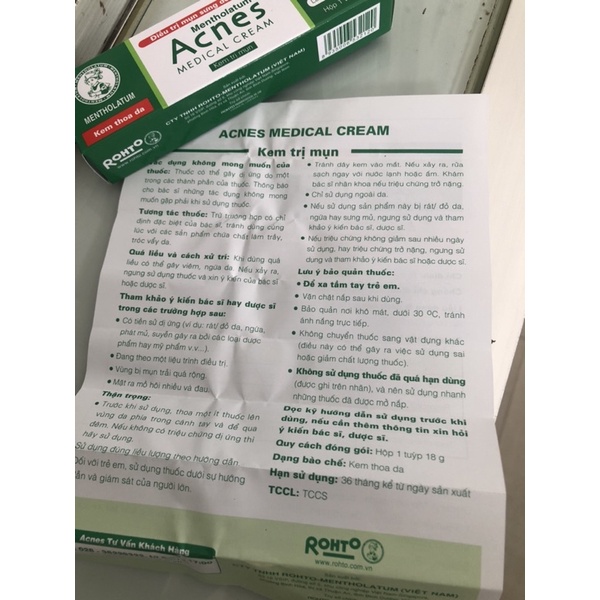 Điều trị mụn sưng
Mentholatum
Acnes
MEDICAL CREAM
Kem trị mụn
Hộp 1
MENTHOLATUM
Kem thoa da
ROHTO
CTY TNHH ROHTO-MENTHOLATUM (VIỆT NAM)
ACNES MEDICAL CREAM
Kem trị mụn
Tác dụng không mong muốn của
thuốc: Thuốc có thể gây dị ứng da một
trong các thành phần của thuốc. Thông báo
cho bác sĩ những tác dụng không mong
muốn gặp phải khi sử dụng thuốc.
Tương tác thuốc: Trừ trường hợp có chỉ
định đặc biệt của bác sĩ, tránh dùng cùng
lúc với các sản phẩm chứa chất làm trầy,
tróc vẩy da.
Quá liều và cách xử trí: Khi dùng quá
liều có thể gây viêm, ngứa da. Nếu xảy ra,
ngưng sử dụng thuốc và xin ý kiến của bác sĩ
hoặc dược sĩ.
Tham khảo ý kiến bác sĩ hay dược sĩ
trong các trường hợp sau:
• Có tiền sử dị ứng (ví dụ: rát/ đỏ da, ngứa,
phát mủ, suyễn gây ra bởi các loại dược
phẩm hay mỹ phẩm v.v...).
• Đang theo một liệu trình điều trị.
• Vùng bị mụn trải quá rộng.
• Mặt ra mồ hôi nhiều và đau.
Thận trọng:
• Trước khi sử dụng, thoa một ít thuốc lên
vùng da phía trong cánh tay và để qua
đêm. Nếu không có triệu chứng dị ứng thì
hãy sử dụng.
Sử dụng đúng liều lượng theo hướng dẫn.
Đối với trẻ em, sử dụng thuốc dưới sự hướng
dẫn và giám sát của người lớn.
• Tránh dây kem vào mắt. Nếu xảy ra, rửa
sạch ngay với nước lạnh hoặc ấm. Khám
bác sĩ nhãn khoa nếu triệu chứng trở nặng.
• Chỉ sử dụng ngoài da.
• Nếu sử dụng sản phẩm này bị rát/ đỏ da,
ngứa hay sưng mủ, ngưng sử dụng và tham
khảo ý kiến bác sĩ, dược sĩ.
• Nếu triệu chứng không giảm sau nhiều ngày
sử dụng, hay triệu chứng trở nặng, ngưng sử
dụng và tham khảo ý kiến bác sĩ hoặc dược sĩ.
Lưu ý bảo quản thuốc:
• Để xa tầm tay trẻ em.
• Vặn chặt nắp sau khi dùng.
• Bảo quản nơi khô mát, dưới 30 ºC, tránh
ánh nắng trực tiếp.
• Không chuyển thuốc sang vật đựng khác
(điều này có thể gây ra việc sử dụng sai
hoặc giảm chất lượng thuốc).
• Không sử dụng thuốc đã quá hạn dùng
(được ghi trên nhãn), và nên sử dụng nhanh
những thuốc đã được mở nắp.
Đọc kỹ hướng dẫn sử dụng trước khi
dùng, nếu cần thêm thông tin xin hỏi
ý kiến bác sĩ, dược sĩ.
Quy cách đóng gói: Hộp 1 tuýp 18 g
Dạng bào chế: Kem thoa da
Hạn sử dụng: 36 tháng kể từ ngày sản xuất
TCCL: TCCS
Acnes Tư Vấn Khách Hàng
ROHTO
www.rohto.com.vn
CTY TNHH ROHTO-MENTHOLATUM (VIỆT NAM)